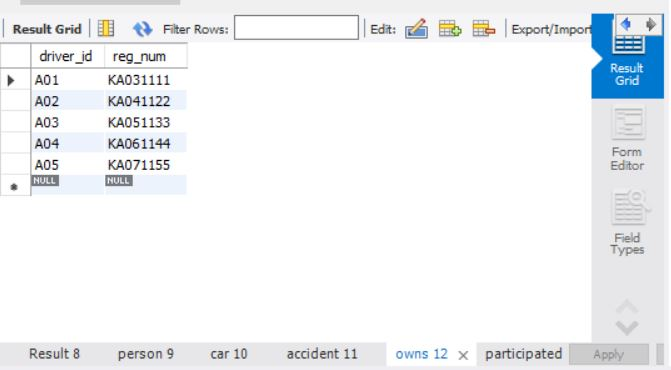 Result Grid Filter Rows: Edit: Export/Import
driver_id reg_num
A01 KA031111
A02 KA041122
A03 KA051133
A04 KA061144
A05 KA071155
NULL NULL
Result
Grid
Form
Editor
Field
Types
Result 8 person 9 car 10 accident 11 owns 12 × participated Apply